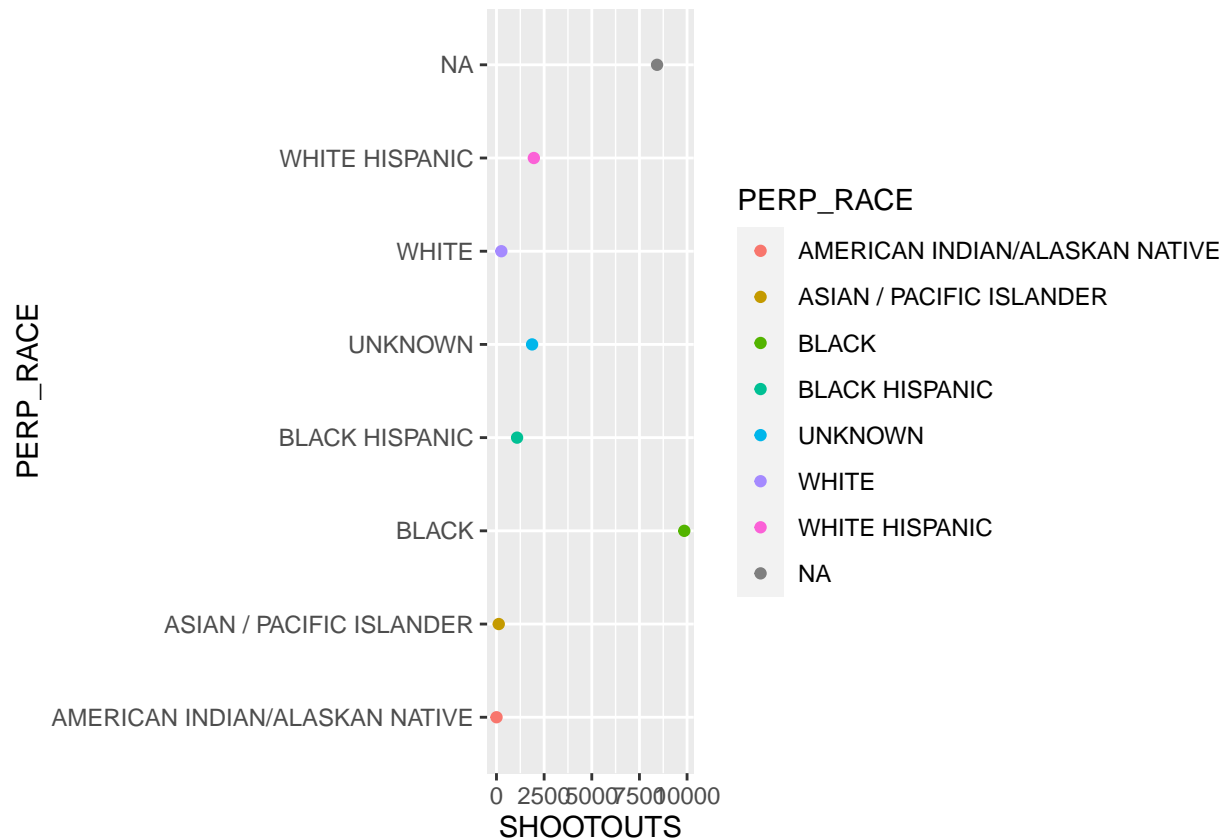 PERP_RACE
NA
WHITE HISPANIC
WHITE
UNKNOWN
BLACK HISPANIC
BLACK
ASIAN / PACIFIC ISLANDER
AMERICAN INDIAN/ALASKAN NATIVE
0 2500 5000 7500 10000
SHOOTOUTS
PERP_RACE
AMERICAN INDIAN/ALASKAN NATIVE
ASIAN / PACIFIC ISLANDER
BLACK
BLACK HISPANIC
UNKNOWN
WHITE
WHITE HISPANIC
NA